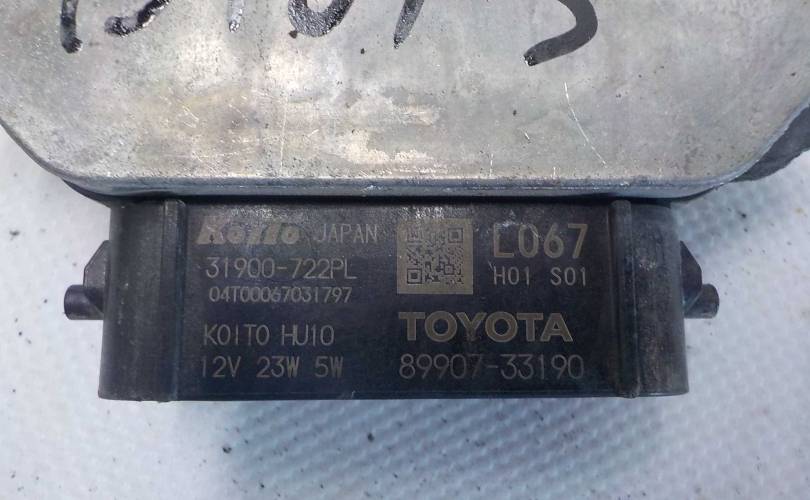 Koito JAPAN
31900-722PL
04T00067031797
KOITO HU10
12V 23W 5W
L067
H01 S01
TOYOTA
89907-33190